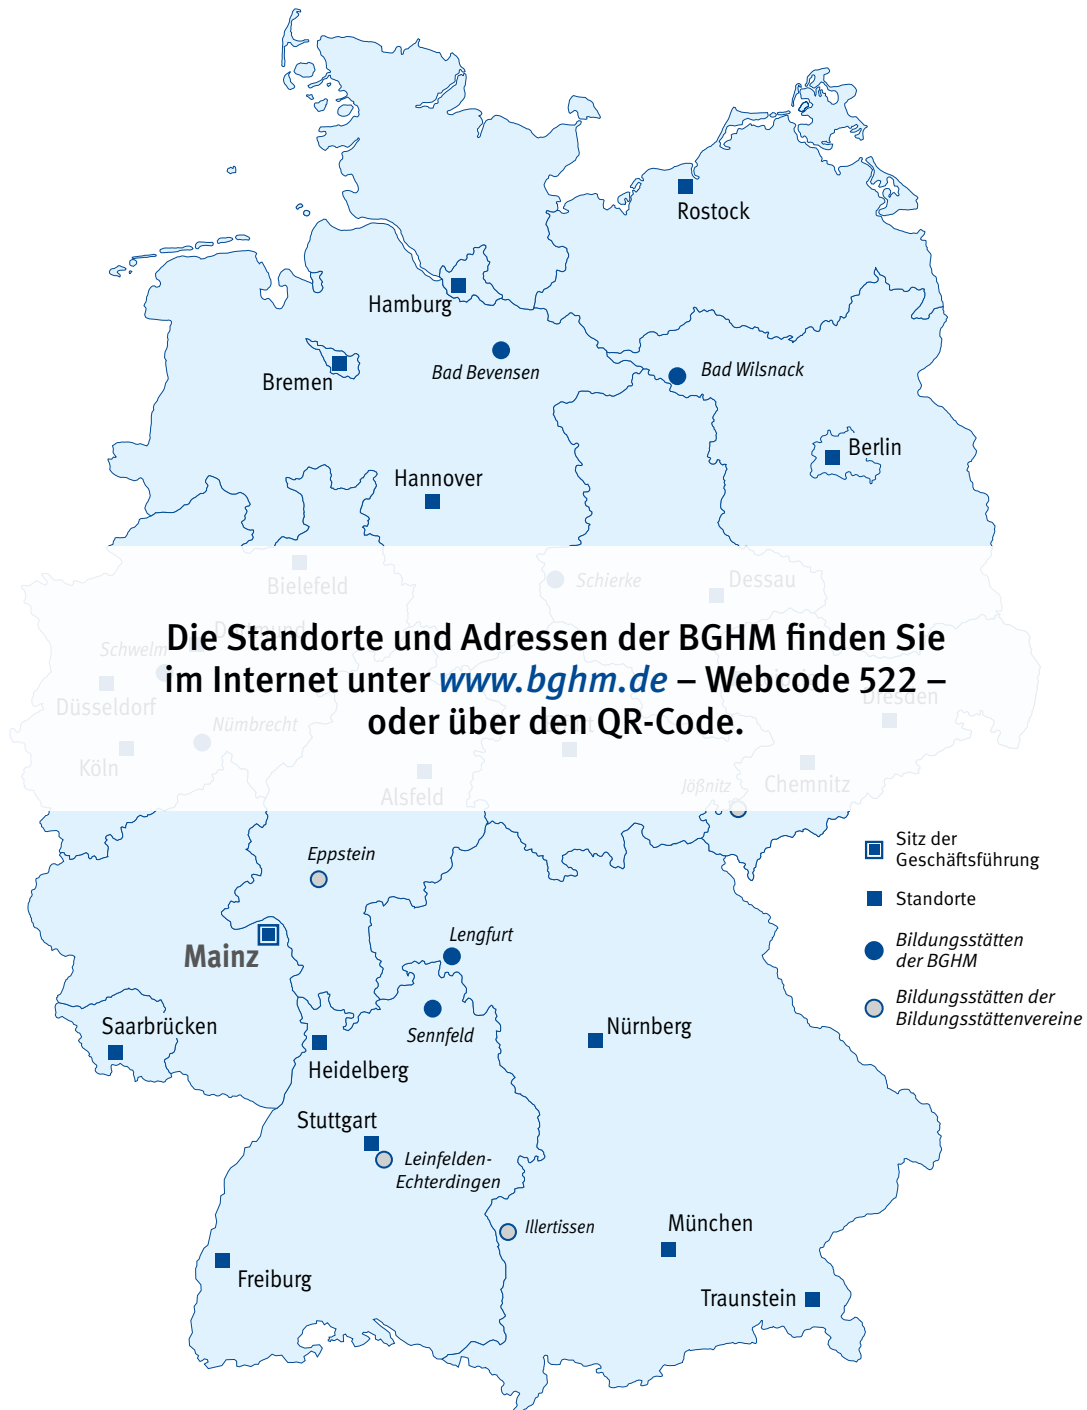 Rostock
Hamburg
Bad Bevensen
Bad Wilsnack
Bremen
Berlin
Hannover
Bielefeld
Schierke
Dessau
Die Standorte und Adressen der BGHM finden Sie
im Internet unter www.bghm.de – Webcode 522 –
oder über den QR-Code.
Schwelm
Düsseldorf
Nümbrecht
Dresden
Köln
Alsfeld
Jößnitz
Chemnitz
Eppstein
Sitz der
Geschäftsführung
Standorte
Mainz
Lengfurt
Bildungsstätten
der BGHM
Bildungsstätten der
Bildungsstättenvereine
Saarbrücken
Sennfeld
Nürnberg
Heidelberg
Stuttgart
Leinfelden-
Echterdingen
Illertissen
München
Freiburg
Traunstein